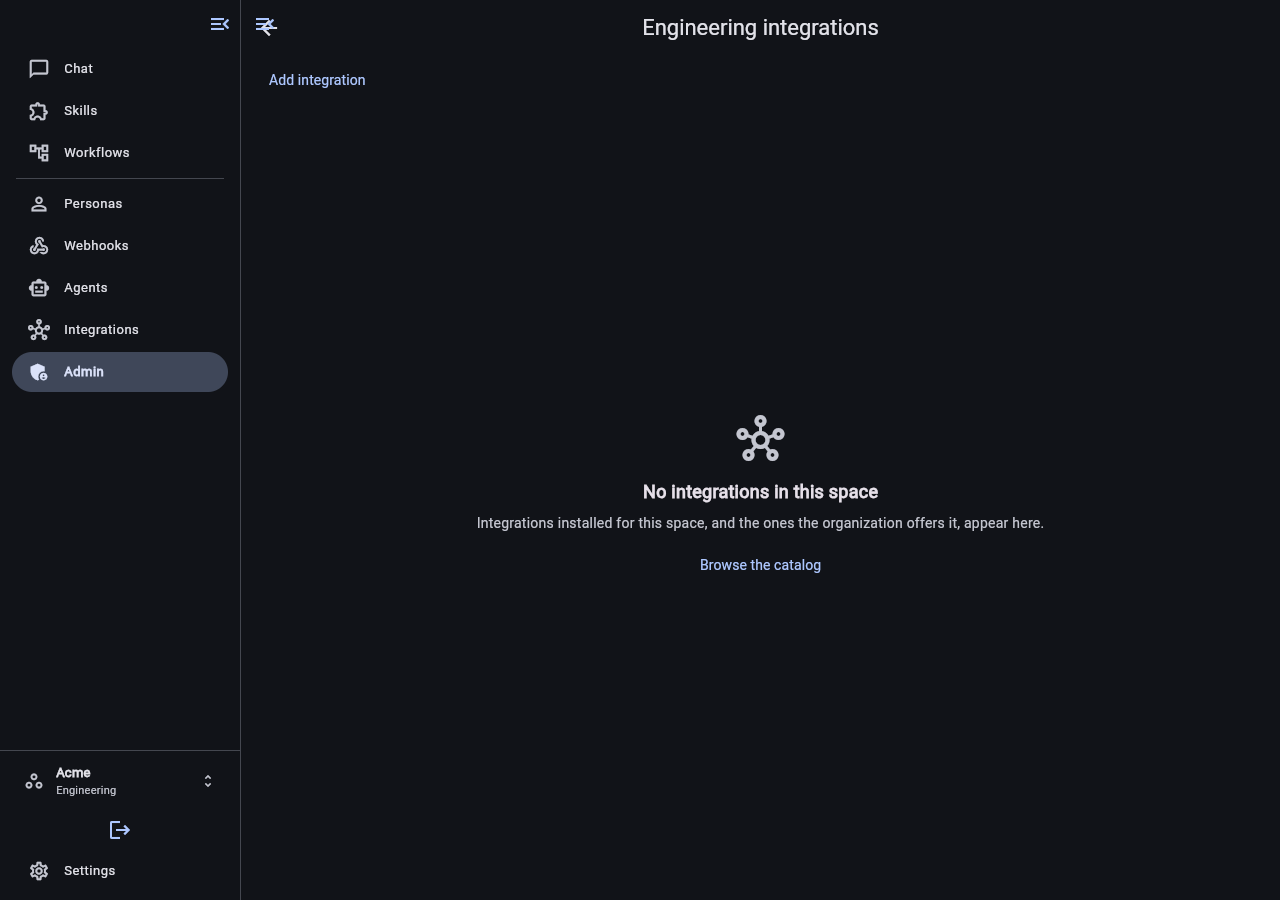 Engineering integrations
Add integration
Chat
Skills
Workflows
Personas
Webhooks
Agents
Integrations
Admin
No integrations in this space
Integrations installed for this space, and the ones the organization offers it, appear here.
Browse the catalog
Acme
Engineering
Settings